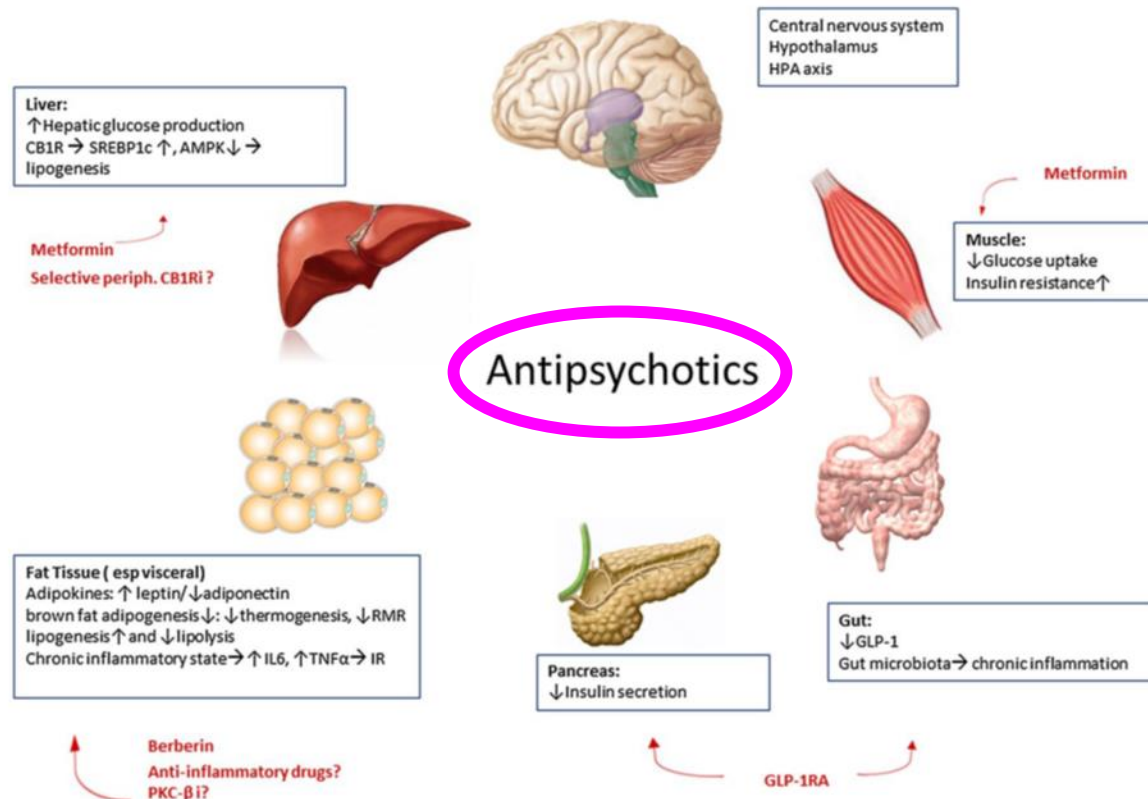 Central nervous system
Hypothalamus
HPA axis
Liver:
↑Hepatic glucose production
CB1R → SREBP1c ↑, AMPK↓ →
lipogenesis
Metformin
Selective periph. CB1Ri ?
Metformin
Muscle:
↓Glucose uptake
Insulin resistance↑
Antipsychotics
Fat Tissue ( esp visceral)
Adipokines: ↑ leptin/↓adiponectin
brown fat adipogenesis↓: ↓thermogenesis, ↓RMR
lipogenesis↑ and ↓lipolysis
Chronic inflammatory state→ ↑IL6, ↑TNFα→ IR
Berberin
Anti-inflammatory drugs?
PKC-β i?
Pancreas:
↓Insulin secretion
Gut:
↓GLP-1
Gut microbiota→ chronic inflammation
GLP-1RA